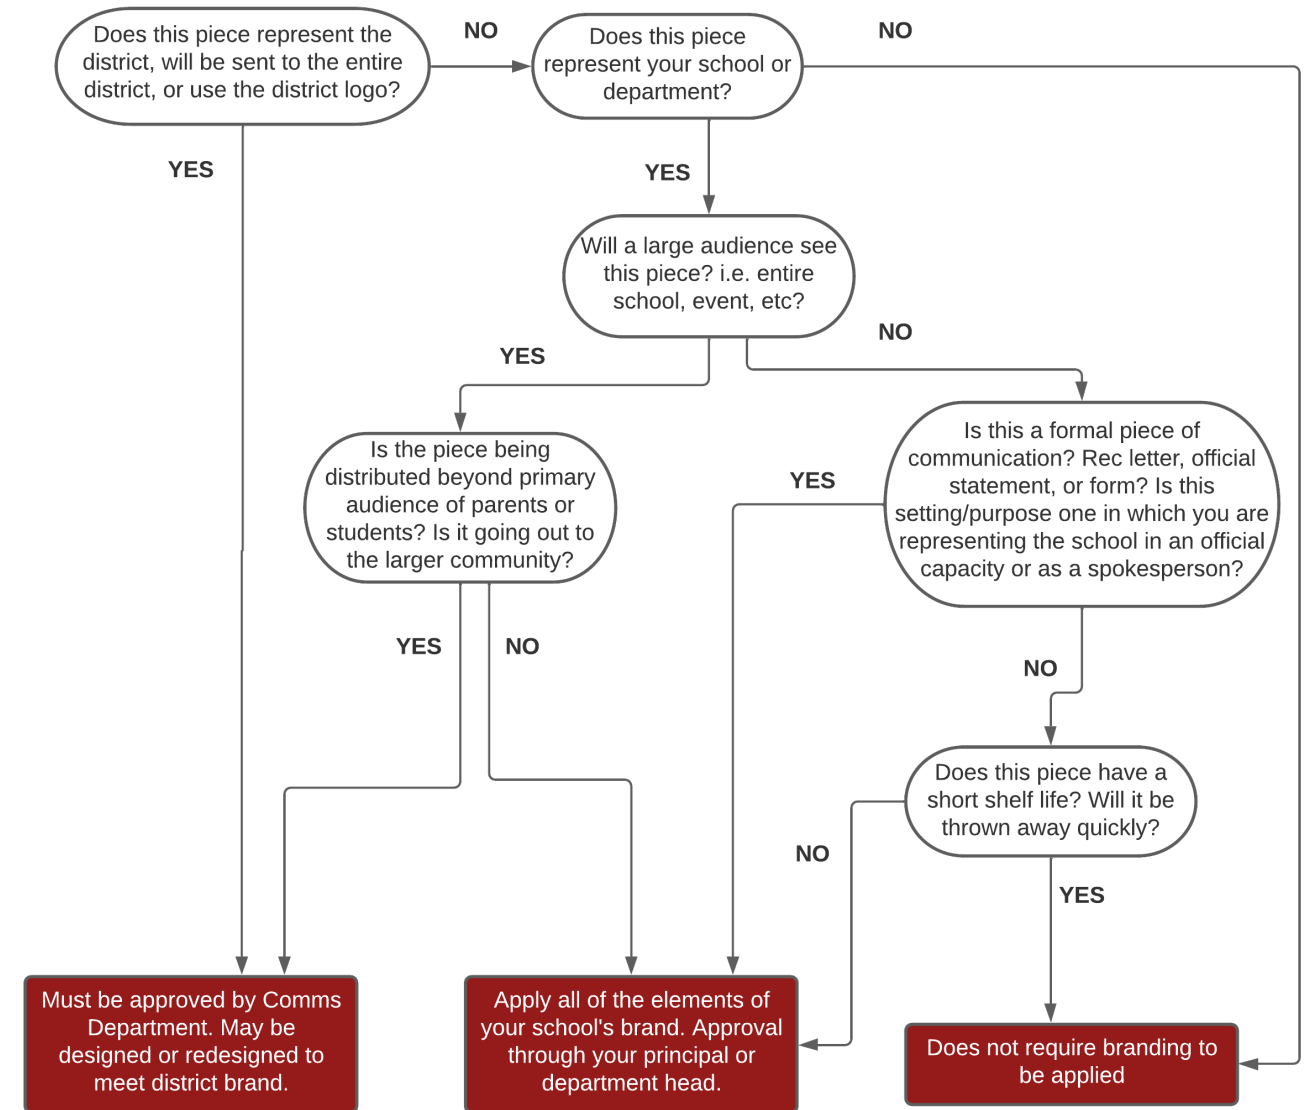 Does this piece represent the
district, will be sent to the entire
district, or use the district logo?
NO
Does this piece
represent your school or
department?
NO
YES
YES
Will a large audience see
this piece? i.e. entire
school, event, etc?
YES
NO
Is the piece being
distributed beyond primary
audience of parents or
students? Is it going out to
the larger community?
YES
Is this a formal piece of
communication? Rec letter, official
statement, or form? Is this
setting/purpose one in which you are
representing the school in an official
capacity or as a spokesperson?
YES
NO
NO
Does this piece have a
short shelf life? Will it be
thrown away quickly?
NO
YES
Must be approved by Comms
Department. May be
designed or redesigned to
meet district brand.
Apply all of the elements of
your school's brand. Approval
through your principal or
department head.
Does not require branding to
be applied